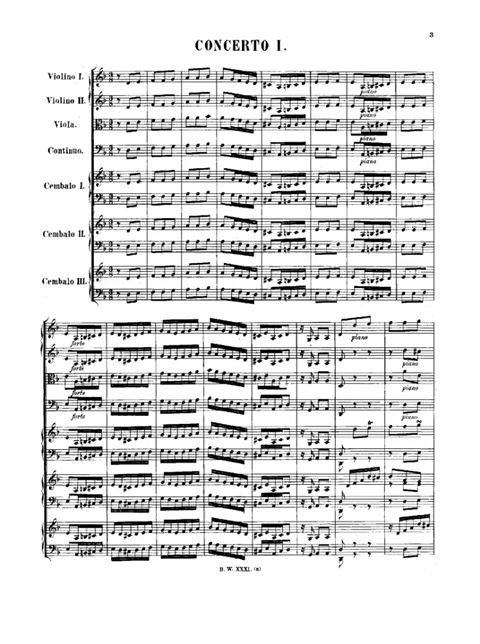 3
CONCERTO I.
Violino I.
Violino II.
Viola.
Continuo.
Cembalo I.
Cembalo II.
Cembalo III.
piano
piano
piano
forte
piano
forte
piano
forte
piano
B. W. XXXI. (3)